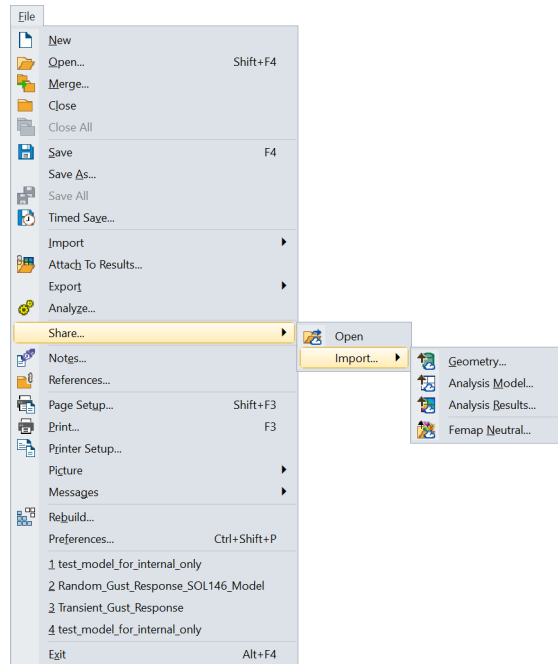 File
New
Open... Shift+F4
Merge...
Close
Close All
Save F4
Save As...
Save All
Timed Save...
Import
Attach To Results...
Export
Analyze...
Share...
Open
Import...
Geometry...
Analysis Model...
Analysis Results...
Femap Neutral...
Notes...
References...
Page Setup... Shift+F3
Print... F3
Printer Setup...
Picture
Messages
Rebuild...
Preferences... Ctrl+Shift+P
1 test_model_for_internal_only
2 Random_Gust_Response_SOL146_Model
3 Transient_Gust_Response
4 test_model_for_internal_only
Exit Alt+F4